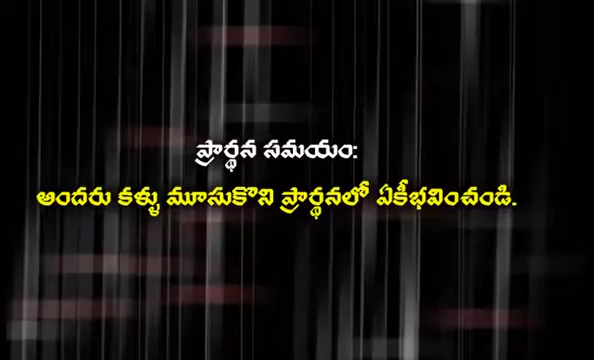 ప్రార్థన సమయం:
అందరు కళ్ళు మూసుకొని ప్రార్థనలో ఏకీభవించండి.